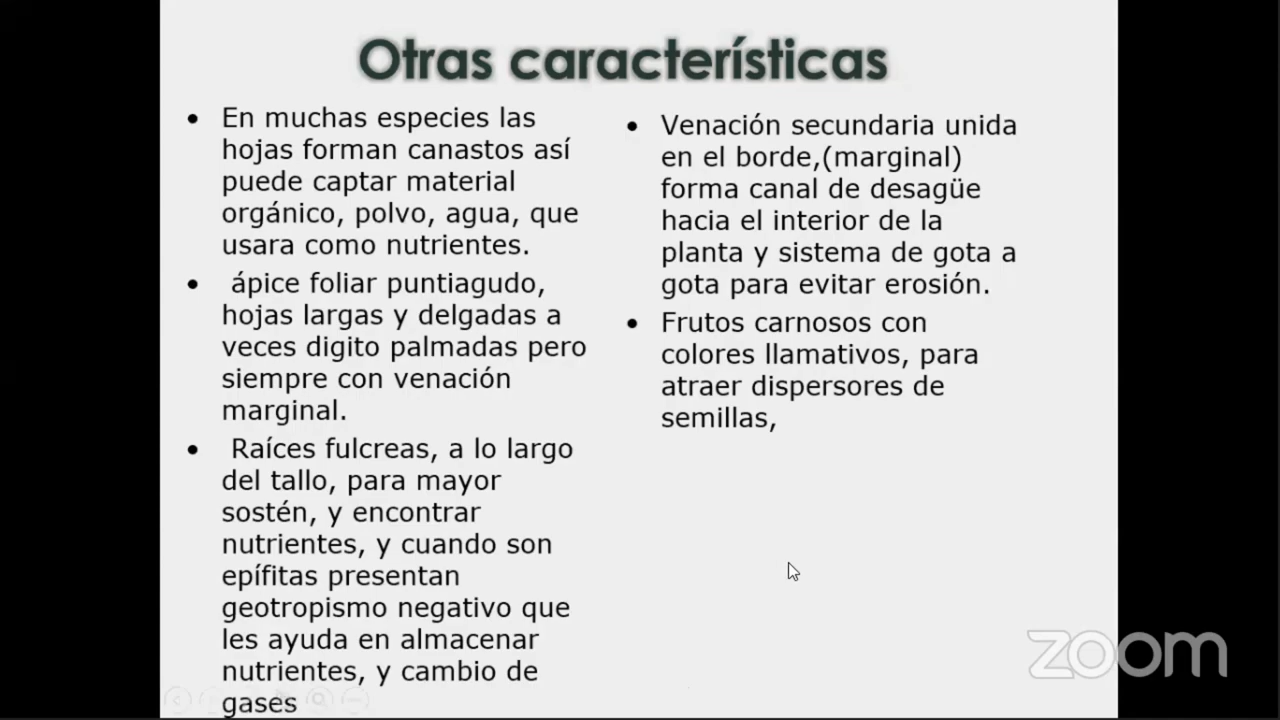 Otras características
• En muchas especies las
hojas forman canastos así
puede captar material
orgánico, polvo, agua, que
usara como nutrientes.
• ápice foliar puntiagudo,
hojas largas y delgadas a
veces digito palmadas pero
siempre con venación
marginal.
• Raíces fulcreas, a lo largo
del tallo, para mayor
sostén, y encontrar
nutrientes, y cuando son
epífitas presentan
geotropismo negativo que
les ayuda en almacenar
nutrientes, y cambio de
gases
• Venación secundaria unida
en el borde,(marginal)
forma canal de desagüe
hacia el interior de la
planta y sistema de gota a
gota para evitar erosión.
• Frutos carnosos con
colores llamativos, para
atraer dispersores de
semillas,
zoom